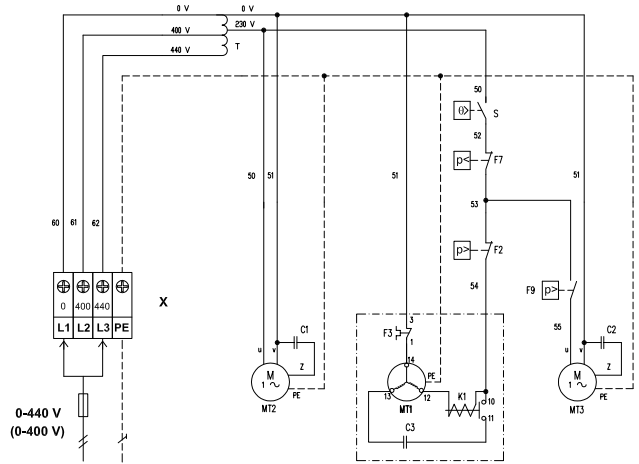 0 V 0 V
230 V
400 V
T
440 V
50
θ> S
52
p< F7
50 51 51 51
53
60 61 62
p> F2
54
F9 p>
X
0 400 440
L1 L2 L3 PE
3
F3
1
55
C1
C2
u v
u v
Z
Z
14
M
1 ~
PE
PE
M
1 ~
PE
MT2
MT3
13 12
MT1
K1
10
11
C3
0-440 V
(0-400 V)